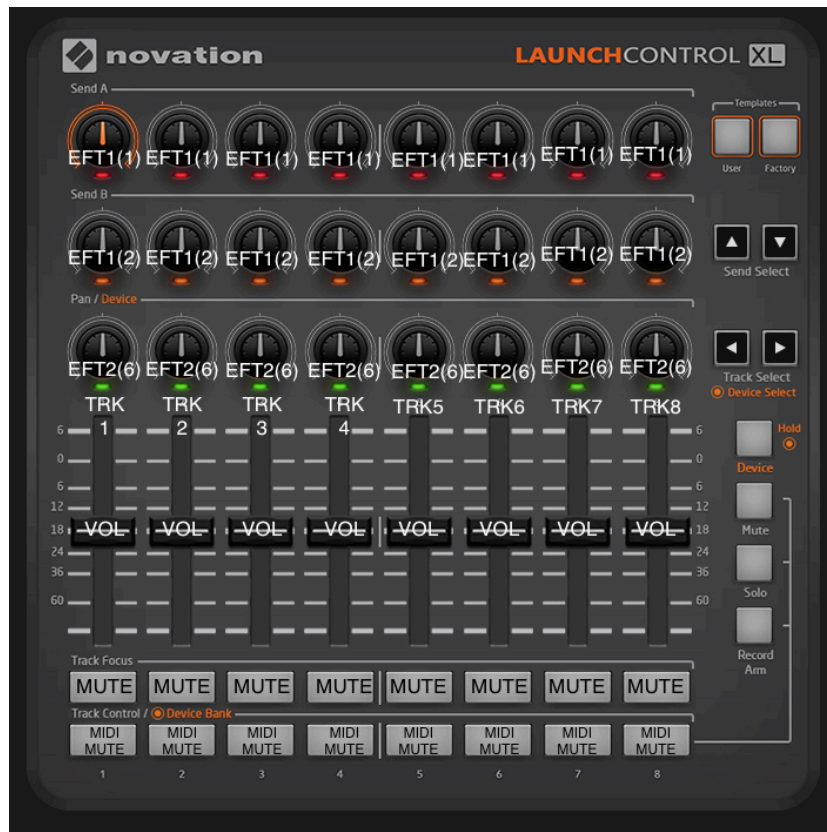 novation
LAUNCHCONTROL XL
Send A
Templates
EFT1(1) EFT1(1) EFT1(1) EFT1(1) EFT1(1) EFT1(1) EFT1(1) EFT1(1)
User Factory
Send B
EFT1(2) EFT1(2) EFT1(2) EFT1(2) EFT1(2) EFT1(2) EFT1(2) EFT1(2)
Send Select
Pan / Device
EFT2(6) EFT2(6) EFT2(6) EFT2(6) EFT2(6) EFT2(6) EFT2(6) EFT2(6)
Track Select
Device Select
TRK TRK TRK TRK TRK5 TRK6 TRK7 TRK8
1 2 3 4
6 6
Hold
0 0
Device
6 6
12 12
18 VOL VOL VOL VOL VOL VOL VOL VOL 18
Mute
24 24
36 36
Solo
60 60
Record
Arm
Track Focus
MUTE MUTE MUTE MUTE MUTE MUTE MUTE MUTE
Track Control / Device Bank
MIDI MIDI MIDI MIDI MIDI MIDI MIDI MIDI
MUTE MUTE MUTE MUTE MUTE MUTE MUTE MUTE
1 2 3 4 5 6 7 8